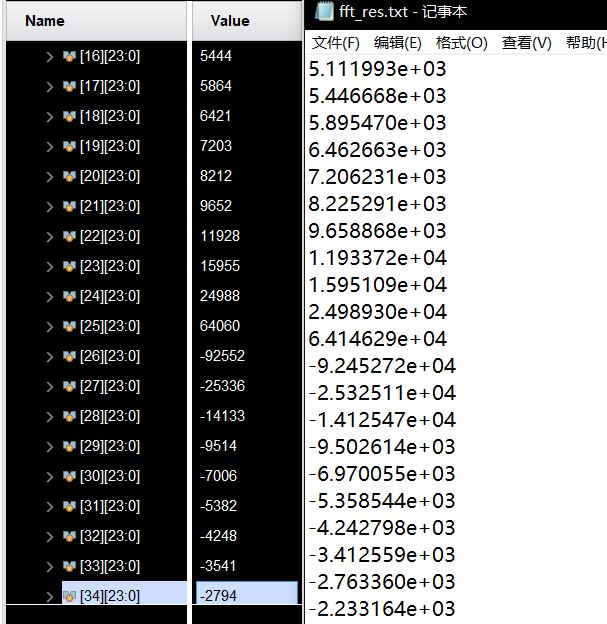 Name Value
[16][23:0] 5444
[17][23:0] 5864
[18][23:0] 6421
[19][23:0] 7203
[20][23:0] 8212
[21][23:0] 9652
[22][23:0] 11928
[23][23:0] 15955
[24][23:0] 24988
[25][23:0] 64060
[26][23:0] -92552
[27][23:0] -25336
[28][23:0] -14133
[29][23:0] -9514
[30][23:0] -7006
[31][23:0] -5382
[32][23:0] -4248
[33][23:0] -3541
[34][23:0] -2794
fft_res.txt - 记事本
文件(F) 编辑(E) 格式(O) 查看(V) 帮助(H
5.111993e+03
5.446668e+03
5.895470e+03
6.462663e+03
7.206231e+03
8.225291e+03
9.658868e+03
1.193372e+04
1.595109e+04
2.498930e+04
6.414629e+04
-9.245272e+04
-2.532511e+04
-1.412547e+04
-9.502614e+03
-6.970055e+03
-5.358544e+03
-4.242798e+03
-3.412559e+03
-2.763360e+03
-2.233164e+03